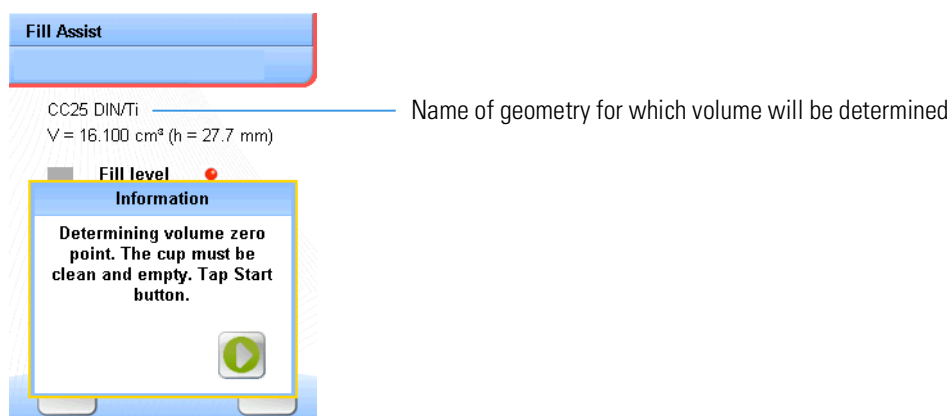 Fill Assist
CC25 DIN/Ti
Name of geometry for which volume will be determined
V = 16.100 cm³ (h = 27.7 mm)
Fill level
Information
Determining volume zero
point. The cup must be
clean and empty. Tap Start
button.